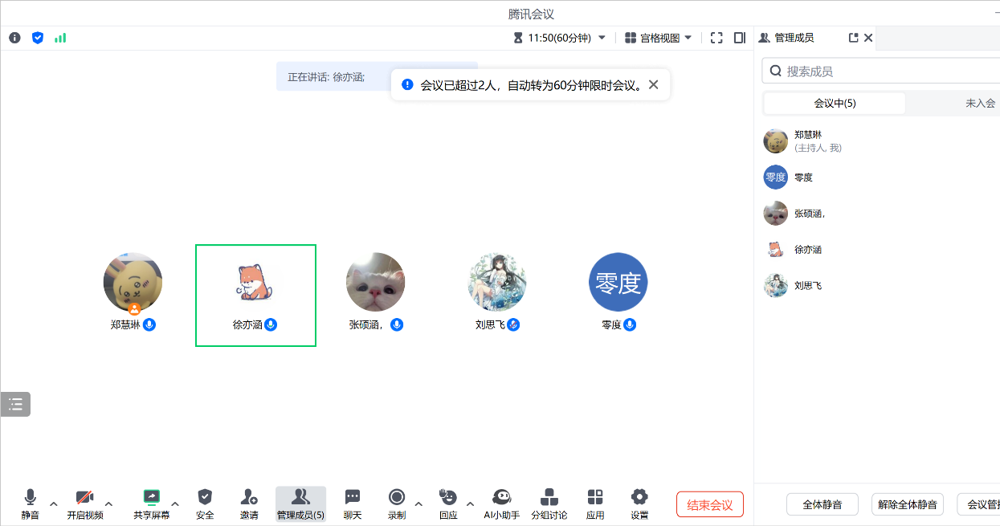 腾讯会议
11:50(60分钟)
宫格视图
管理成员
正在讲话: 徐亦涵;
会议已超过2人，自动转为60分钟限时会议。
搜索成员
会议中(5)
未入会
郑慧琳
(主持人, 我)
零度
零度
张硕涵，
徐亦涵
刘思飞
零度
郑慧琳
徐亦涵
张硕涵，
刘思飞
零度
静音
开启视频
共享屏幕
安全
邀请
管理成员(5)
聊天
录制
回应
AI小助手
分组讨论
应用
设置
结束会议
全体静音
解除全体静音
会议管